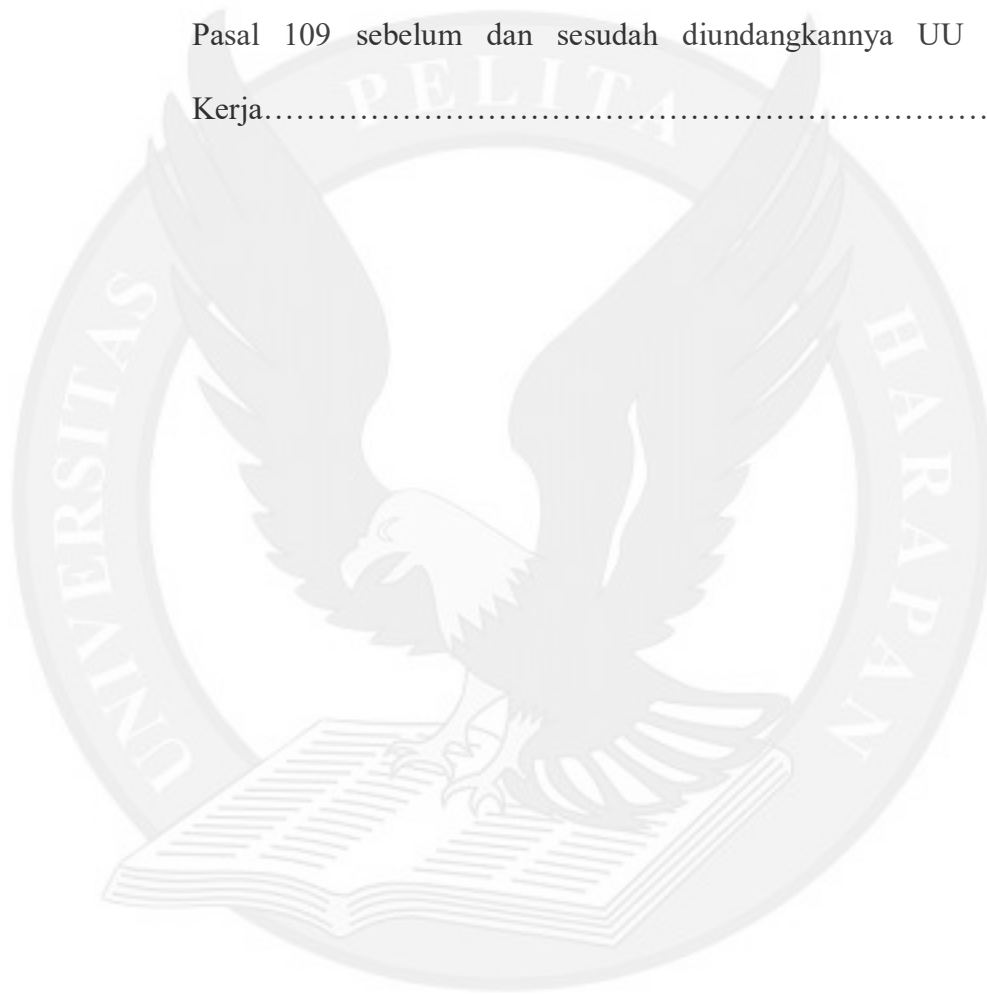 Pasal 109 sebelum dan sesudah diundangkannya UU
Kerja……………………………………………………………
UNIVERSITAS PELITA HARAPAN